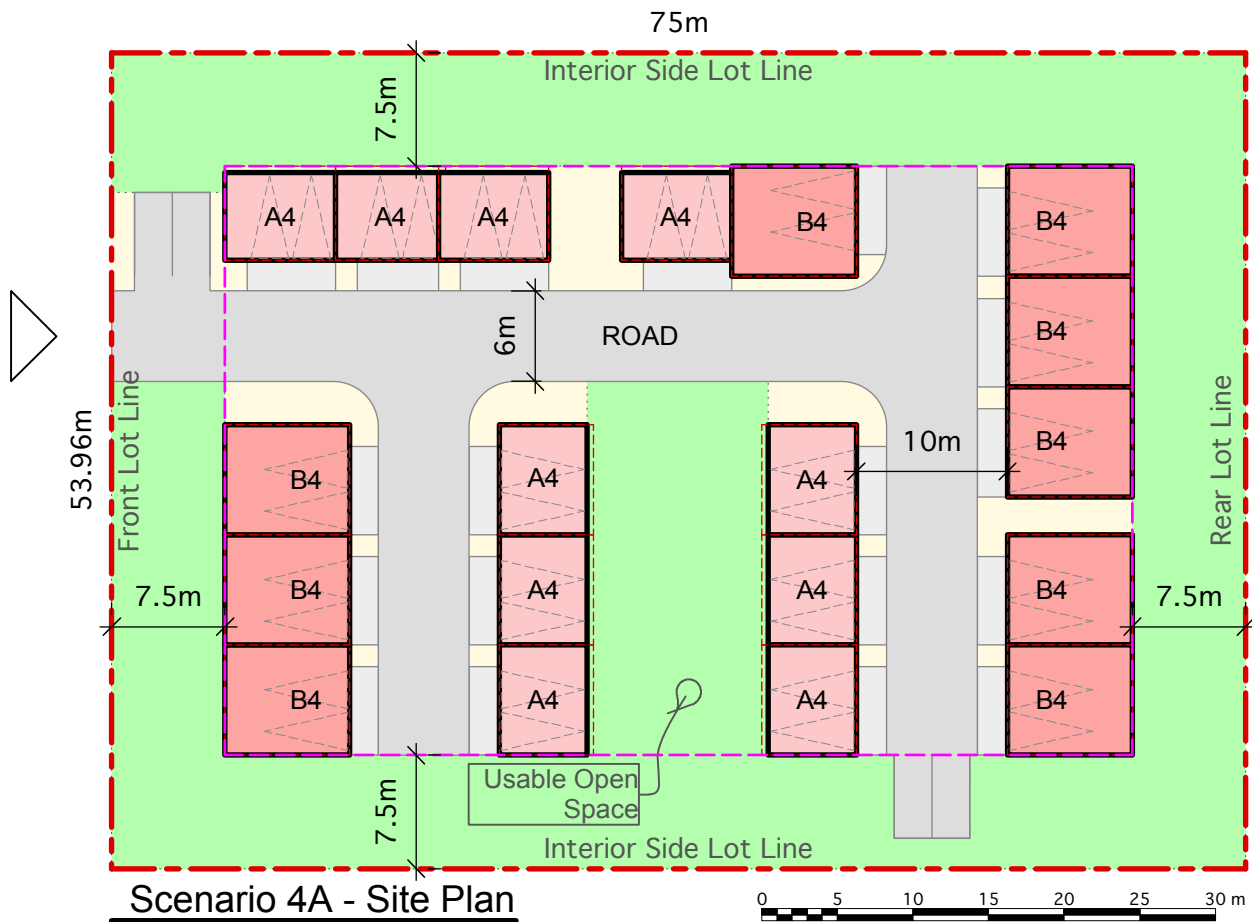 75m
Interior Side Lot Line
7.5m
A4
A4
A4
A4
B4
B4
6m
ROAD
B4
Front Lot Line
53.96m
Rear Lot Line
B4
10m
B4
A4
A4
B4
A4
A4
B4
7.5m
7.5m
B4
A4
A4
B4
Usable Open
Space
7.5m
Interior Side Lot Line
Scenario 4A - Site Plan
0 5 10 15 20 25 30 m